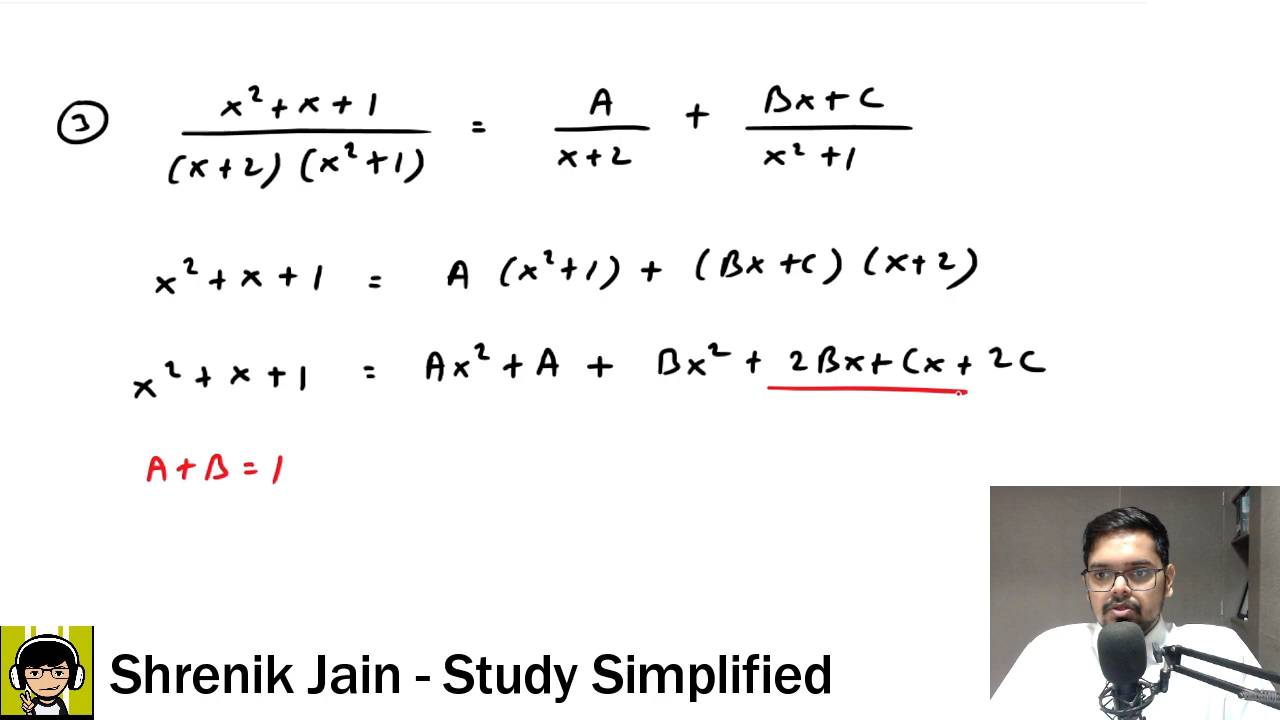 ③ x² + x + 1 / (x + 2) (x² + 1) = A / x + 2 + Bx + C / x² + 1
x² + x + 1 = A (x² + 1) + (Bx + C) (x + 2)
x² + x + 1 = Ax² + A + Bx² + 2Bx + Cx + 2C
A + B = 1
Shrenik Jain - Study Simplified